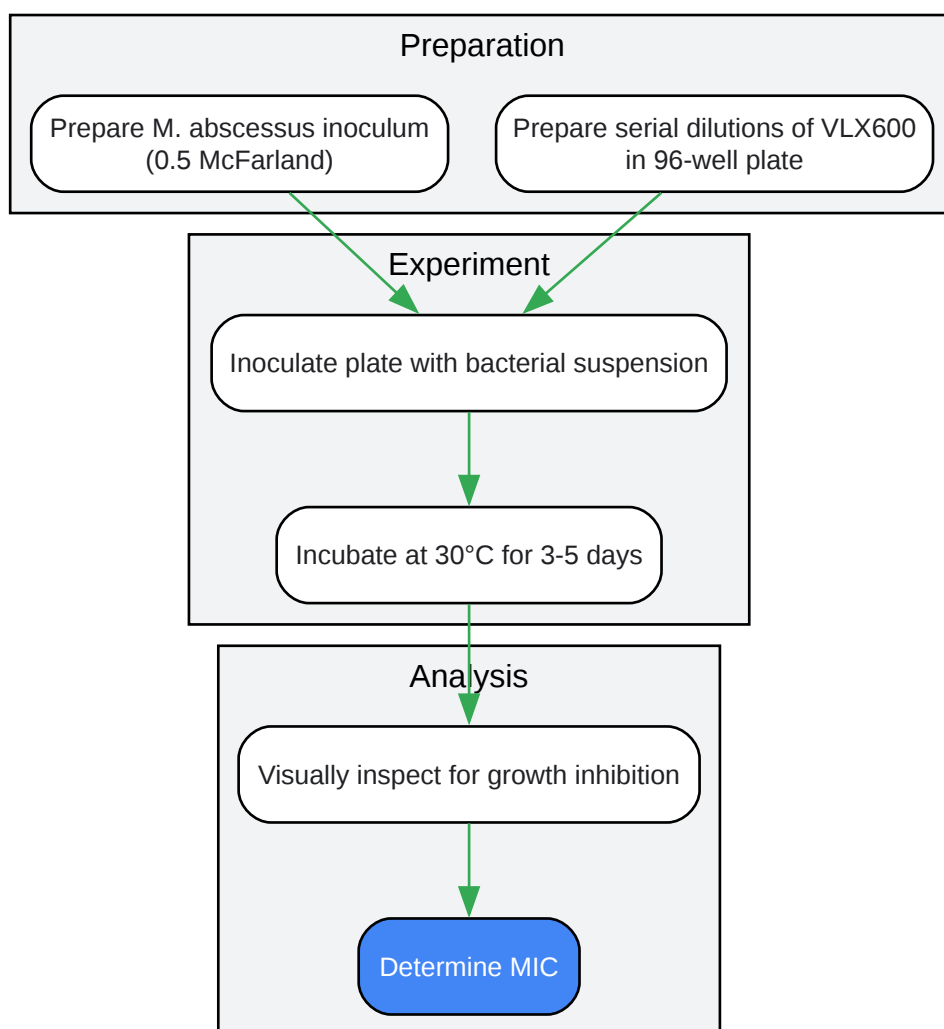 Preparation
Prepare M. abscessus inoculum
(0.5 McFarland)
Prepare serial dilutions of VLX600
in 96-well plate
Experiment
Inoculate plate with bacterial suspension
Incubate at 30°C for 3-5 days
Analysis
Visually inspect for growth inhibition
Determine MIC